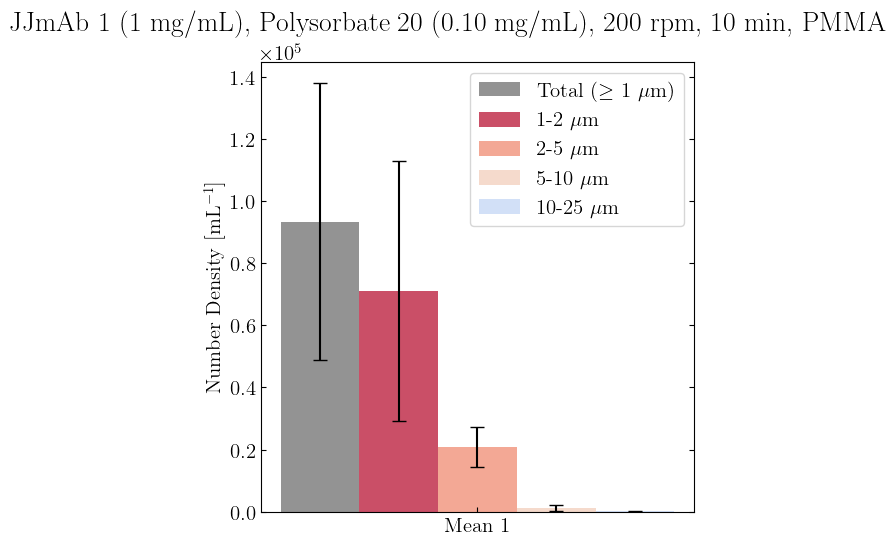 JJmAb 1 (1 mg/mL), Polysorbate 20 (0.10 mg/mL), 200 rpm, 10 min, PMMA
×10⁵
1.4
1.2
1.0
0.8
0.6
0.4
0.2
0.0
Number Density [mL⁻¹]
Total (≥ 1 μm)
1-2 μm
2-5 μm
5-10 μm
10-25 μm
Mean 1